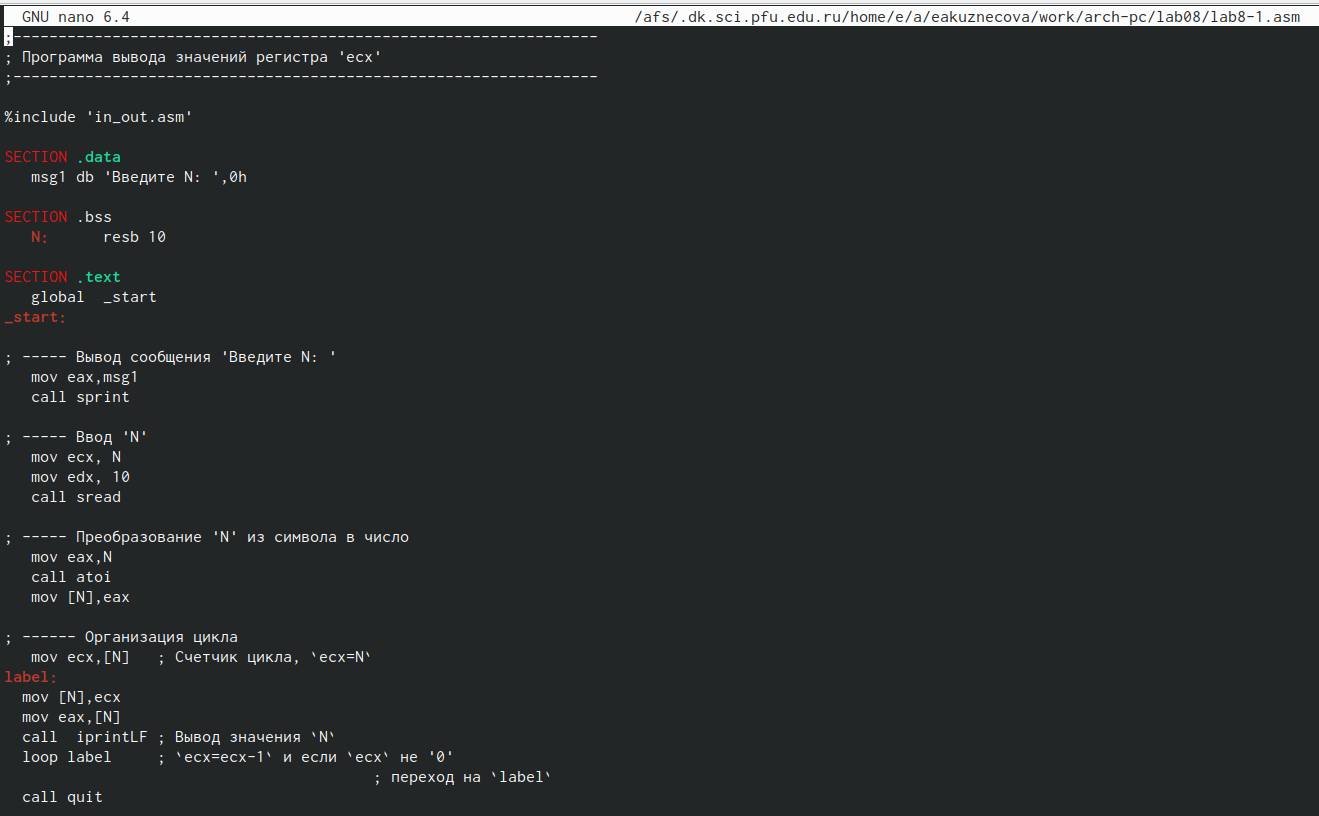 GNU nano 6.4 /afs/.dk.sci.pfu.edu.ru/home/e/a/eakuznecova/work/arch-pc/lab08/lab8-1.asm
;-----------------------------------------------------------------
; Программа вывода значений регистра 'ecx'
;-----------------------------------------------------------------
%include 'in_out.asm'
SECTION .data
msg1 db 'Введите N: ',0h
SECTION .bss
N: resb 10
SECTION .text
global _start
_start:
; ----- Вывод сообщения 'Введите N: '
mov eax,msg1
call sprint
; ----- Ввод 'N'
mov ecx, N
mov edx, 10
call sread
; ----- Преобразование 'N' из символа в число
mov eax,N
call atoi
mov [N],eax
; ------ Организация цикла
mov ecx,[N] ; Счетчик цикла, `ecx=N`
label:
mov [N],ecx
mov eax,[N]
call iprintLF ; Вывод значения `N`
loop label ; `ecx=ecx-1` и если `ecx` не '0'
; переход на `label`
call quit